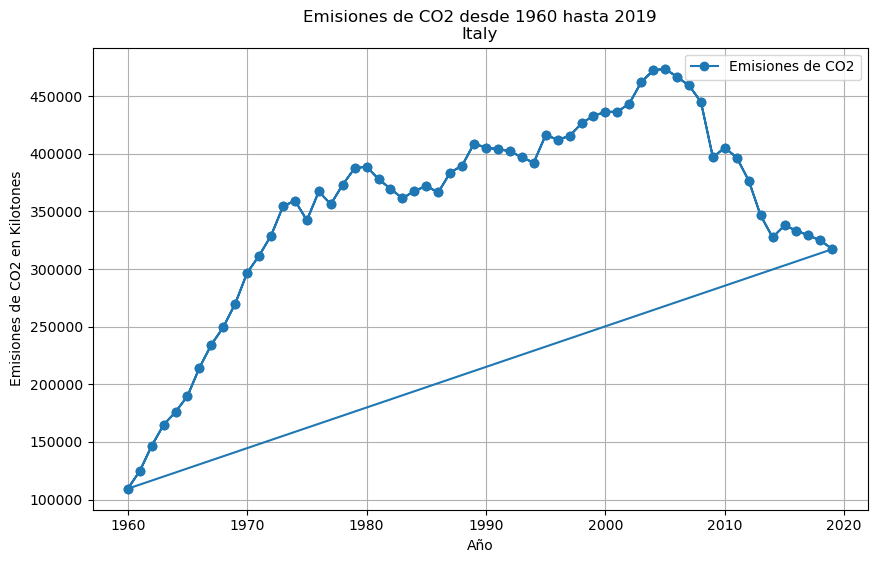 Emisiones de CO2 desde 1960 hasta 2019
Italy
Emisiones de CO2
Emisiones de CO2 en Kilotones
450000
400000
350000
300000
250000
200000
150000
100000
1960 1970 1980 1990 2000 2010 2020
Año